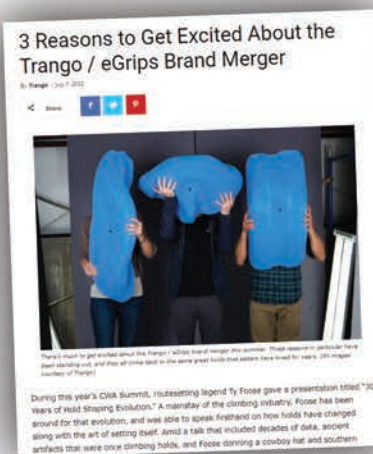 3 Reasons to Get Excited About the
Trango / eGrips Brand Merger
By Trango - July 7, 2022
Share
There's much to get excited about the Trango / eGrips brand merger this summer. Three reasons in particular have
been standing out, and they all come back to the same great holds that setters have loved for years. (All images
courtesy of Trango)
During this year's CWA Summit, routesetting legend Ty Foose gave a presentation titled "30
Years of Hold Shaping Evolution." A mainstay of the climbing industry, Foose has been
around for that evolution, and was able to speak firsthand on how holds have changed
along with the art of setting itself. Amid a talk that included decades of data, ancient
artifacts that were once climbing holds, and Foose donning a cowboy hat and southern